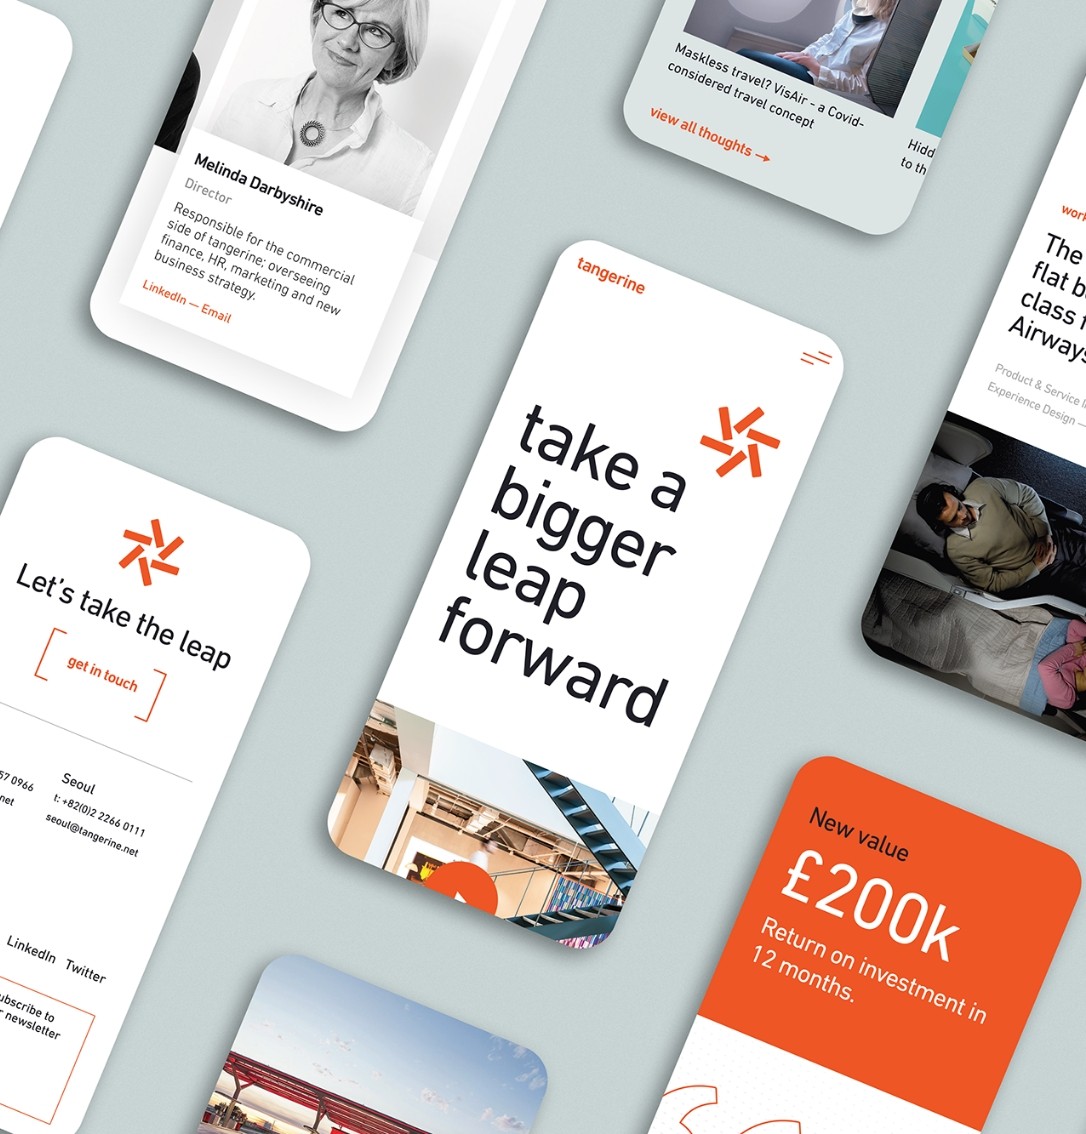 Melinda Darbyshire
Director
Responsible for the commercial
side of tangerine; overseeing
finance, HR, marketing and new
business strategy.
LinkedIn — Email
Maskless travel? VisAir - a Covid-
considered travel concept
view all thoughts →
Hidd
to th
work
The
flat b
class f
Airways
Product & Service I
Experience Design —
tangerine
take a
bigger
leap
forward
Let's take the leap
get in touch
57 0966
net
Seoul
t: +82(0)2 2266 0111
seoul@tangerine.net
LinkedIn Twitter
ubscribe to
r newsletter
New value
£200k
Return on investment in
12 months.